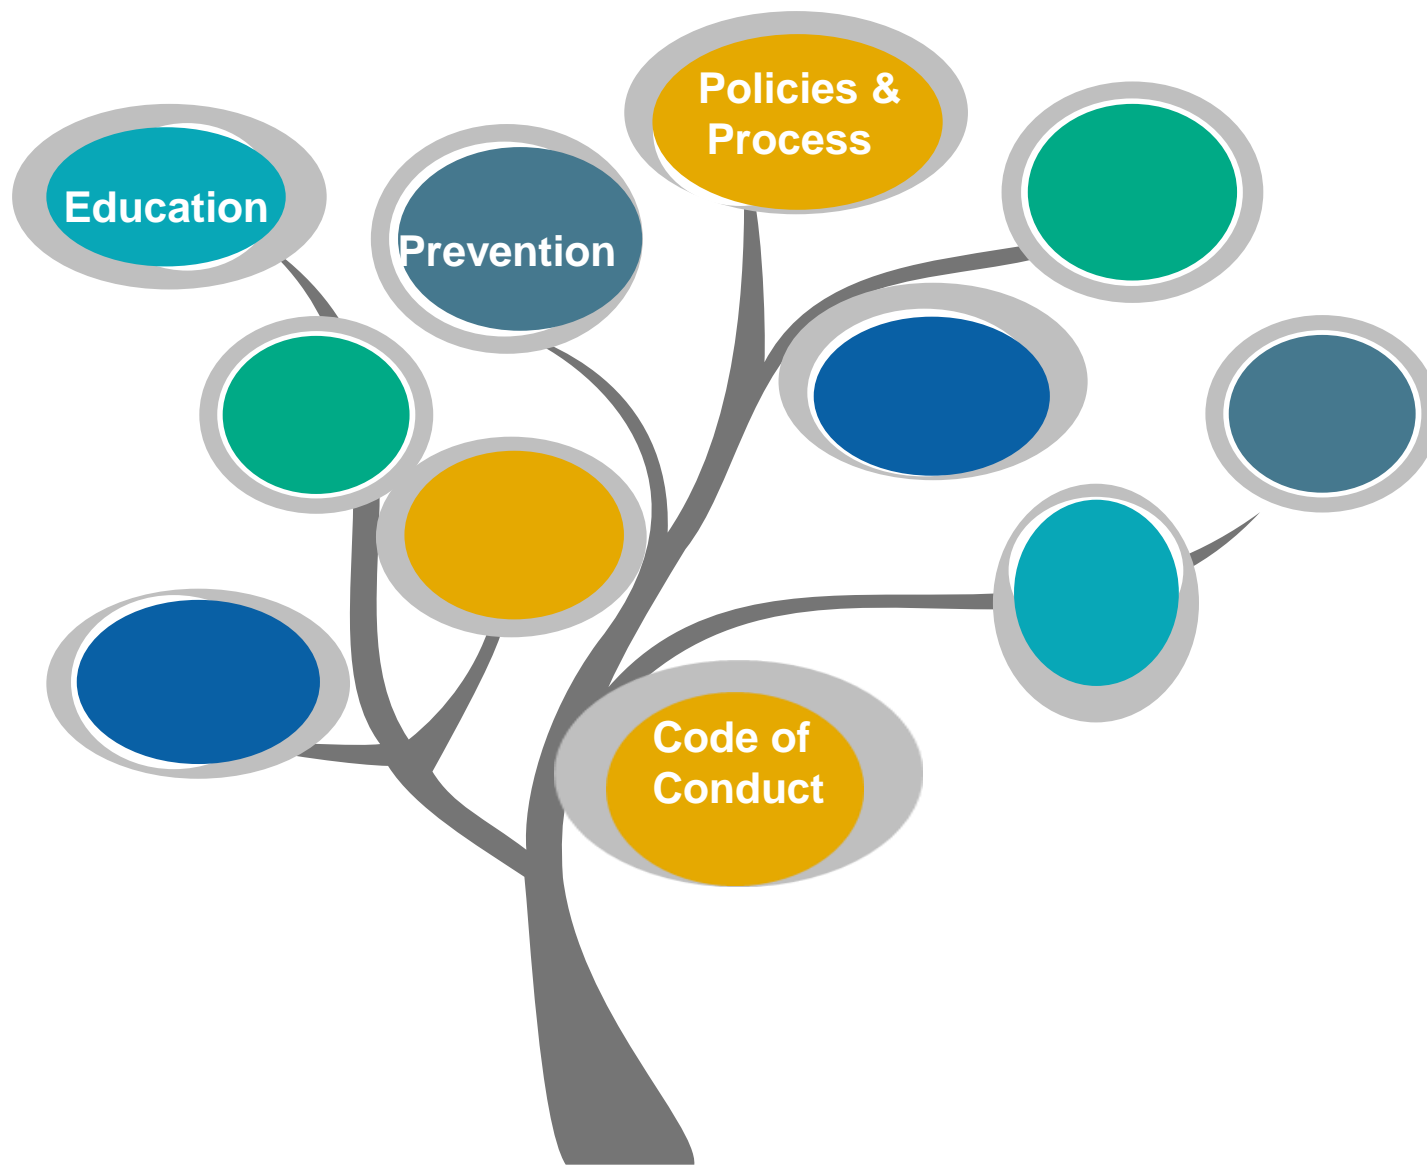 Policies &
Process
Education
Prevention
Code of
Conduct